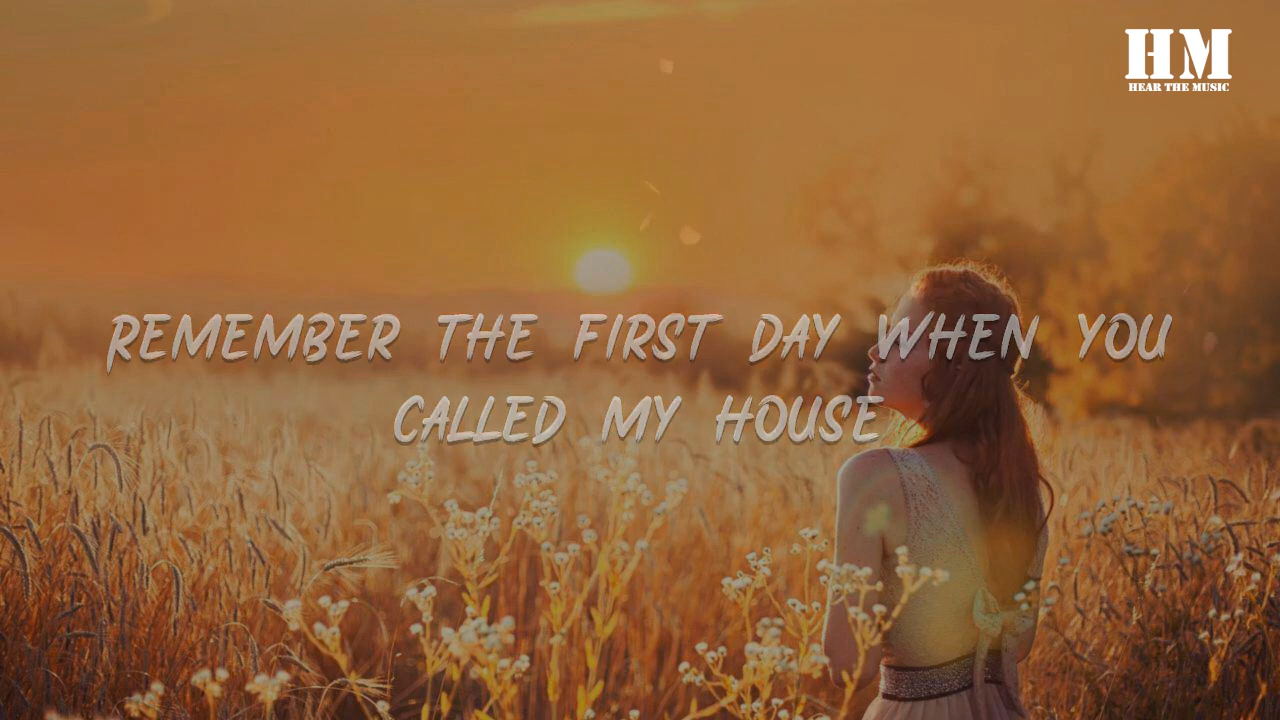 HM
HEAR THE MUSIC
REMEMBER THE FIRST DAY WHEN YOU
CALLED MY HOUSE